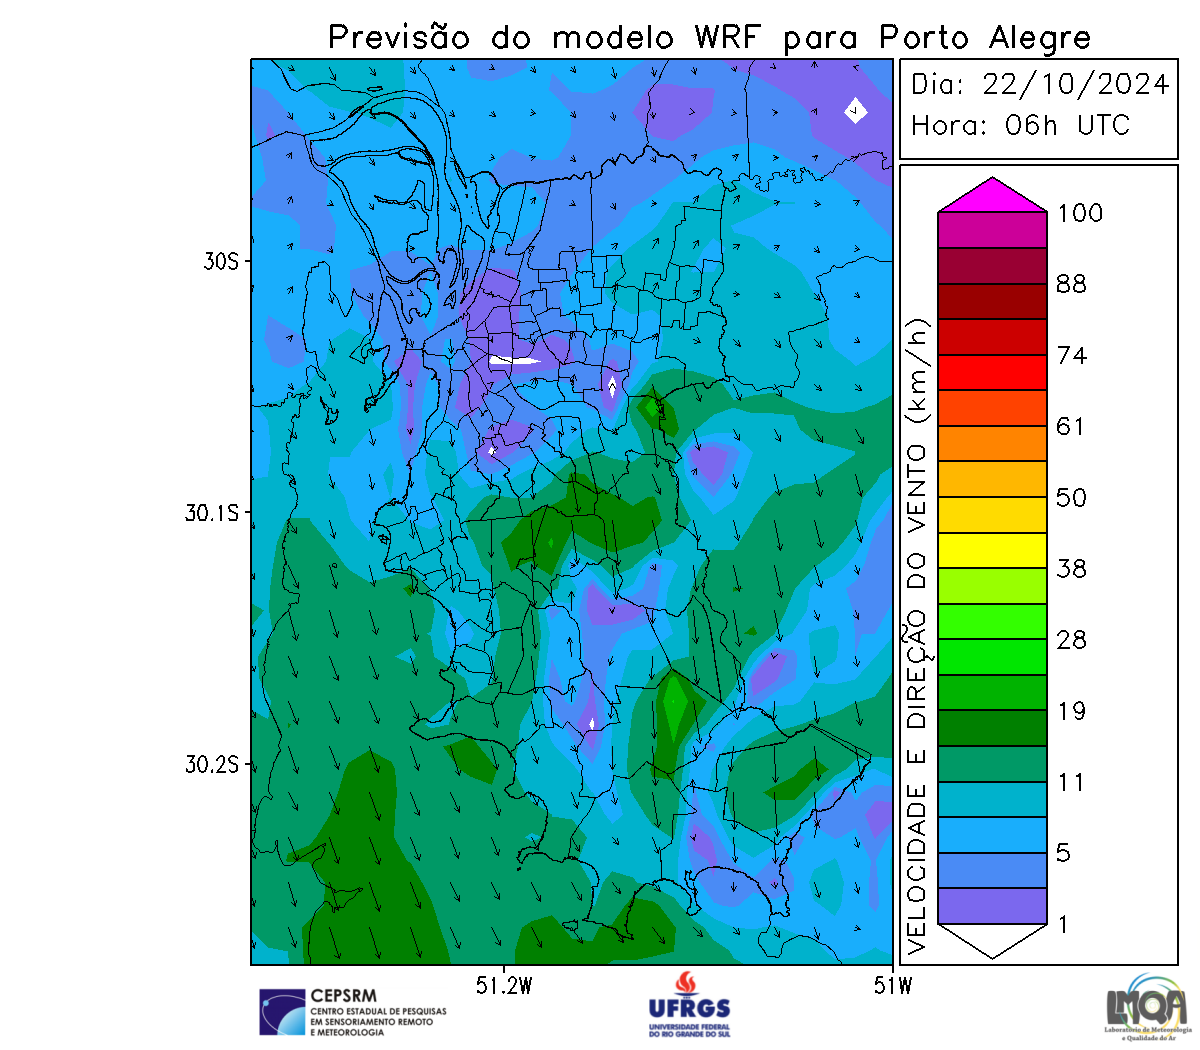 Previsão do modelo WRF para Porto Alegre
Dia: 22/10/2024
Hora: 06h UTC
30S
30.1S
30.2S
51.2W
51W
VELOCIDADE E DIREÇÃO DO VENTO (km/h)
100
88
74
61
50
38
28
19
11
5
1
CEPSRM
CENTRO ESTADUAL DE PESQUISAS
EM SENSORIAMENTO REMOTO
E METEOROLOGIA
UFRGS
UNIVERSIDADE FEDERAL
DO RIO GRANDE DO SUL
LMQA
Laboratório de Meteorologia
e Qualidade do Ar